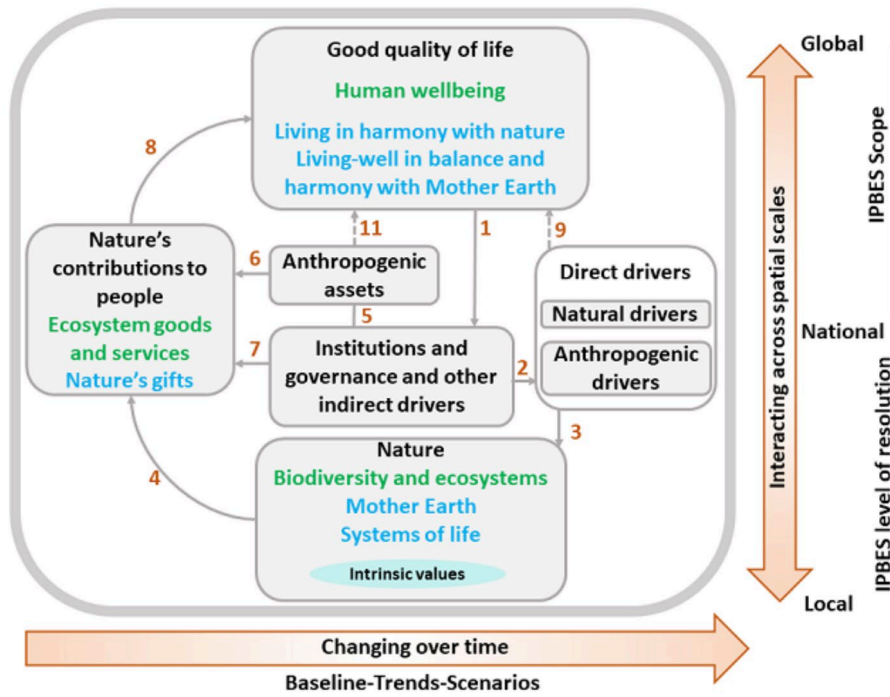 Good quality of life
Human wellbeing
Living in harmony with nature
Living-well in balance and
harmony with Mother Earth
8
11
1
9
Nature's
contributions to
people
Ecosystem goods
and services
Nature's gifts
6
Anthropogenic
assets
5
7
Institutions and
governance and other
indirect drivers
2
Direct drivers
Natural drivers
Anthropogenic
drivers
3
4
Nature
Biodiversity and ecosystems
Mother Earth
Systems of life
Intrinsic values
Global
National
Local
Interacting across spatial scales
IPBES Scope
IPBES level of resolution
Changing over time
Baseline-Trends-Scenarios